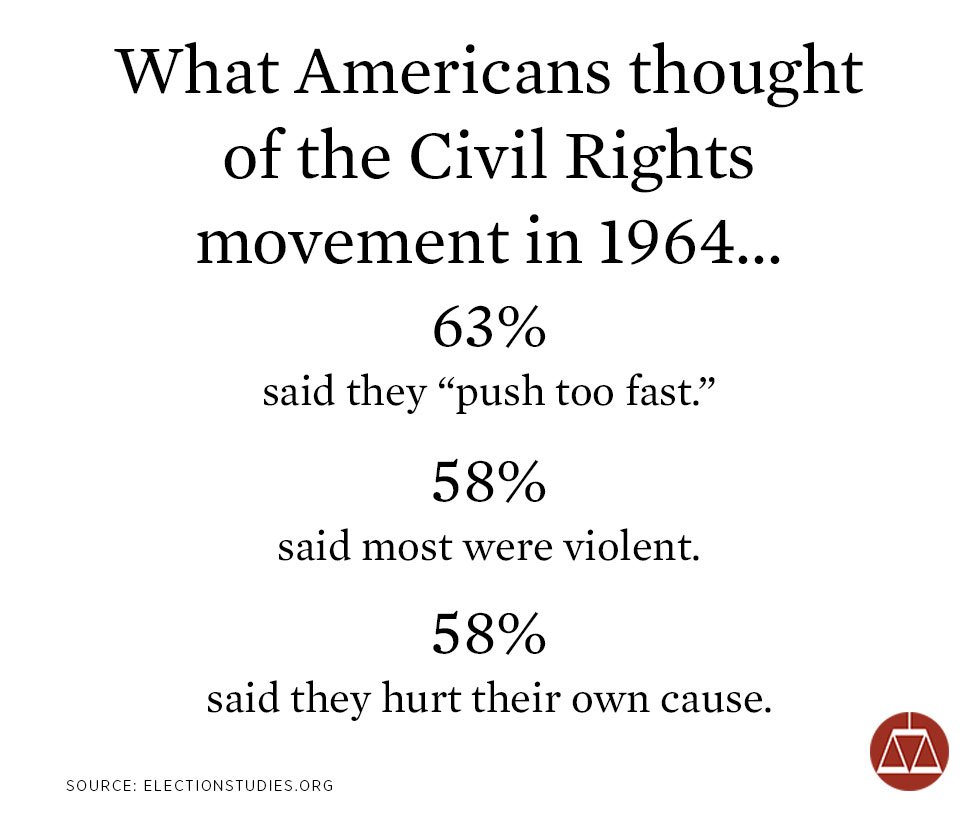 What Americans thought
of the Civil Rights
movement in 1964...
63%
said they “push too fast.”
58%
said most were violent.
58%
said they hurt their own cause.
SOURCE: ELECTIONSTUDIES.ORG